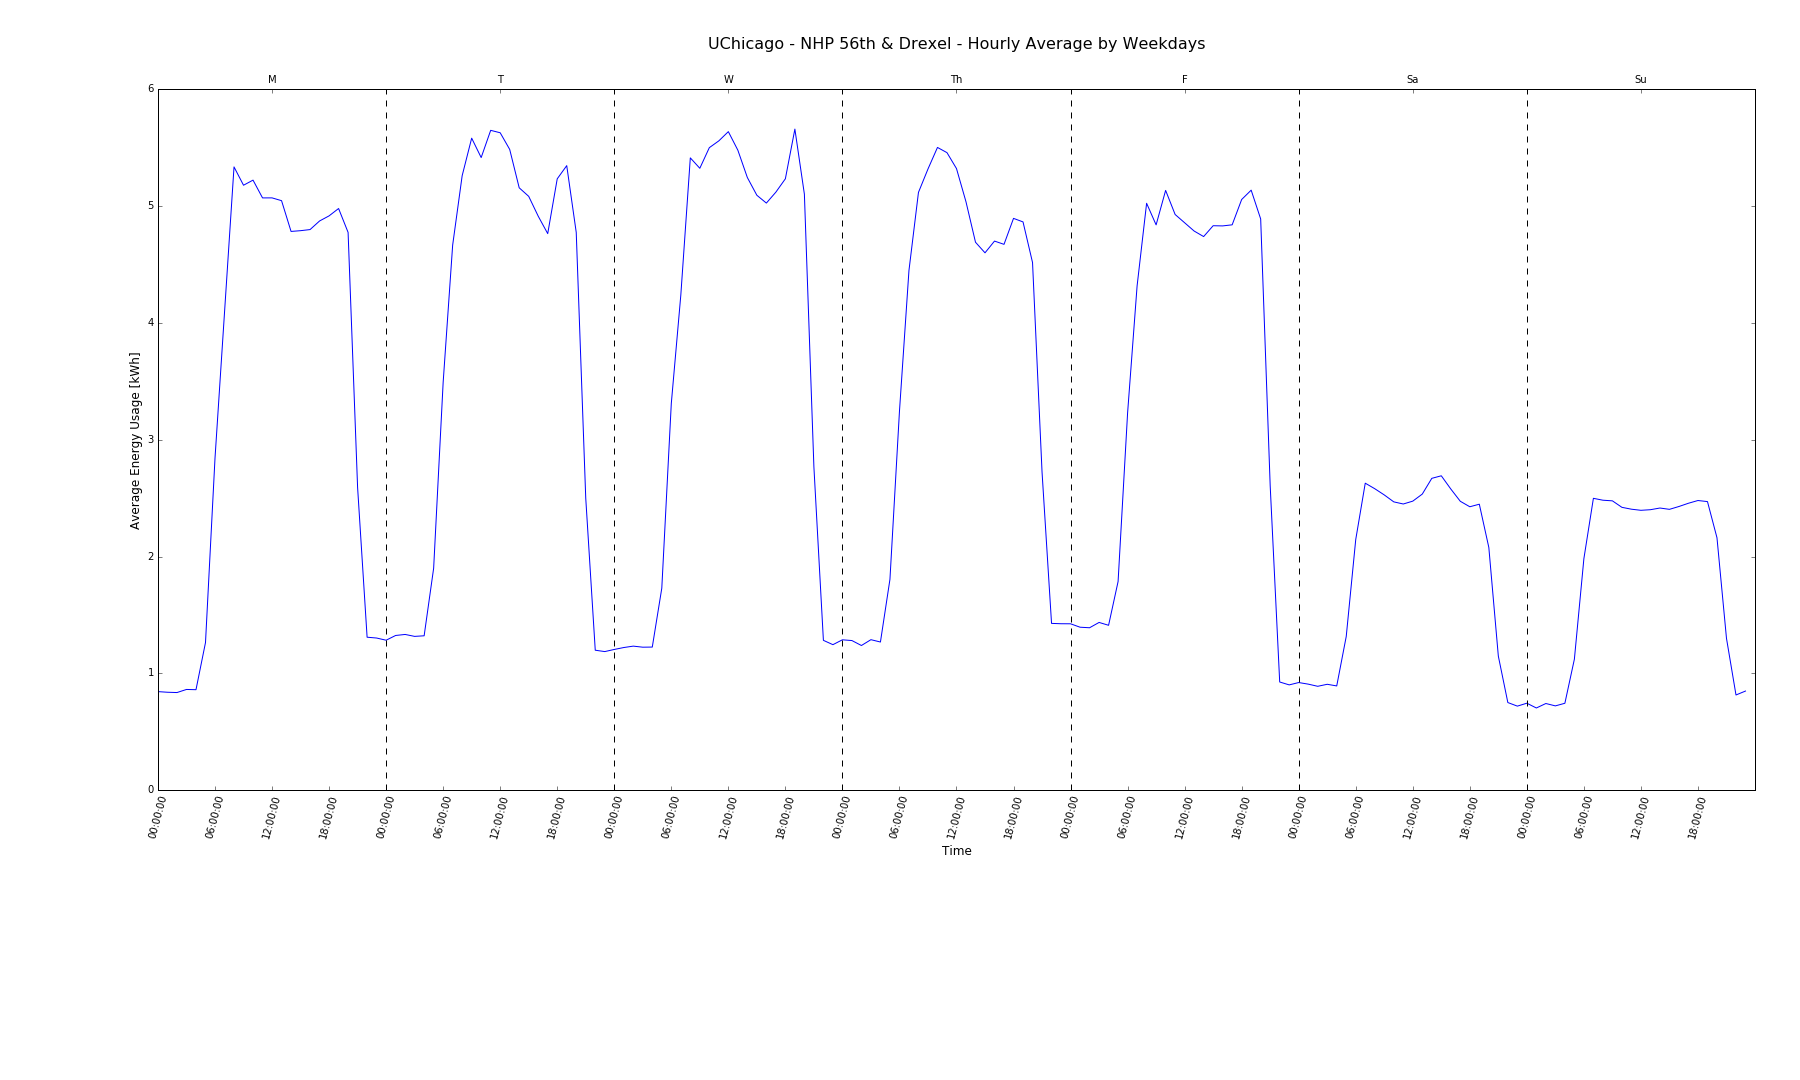 UChicago - NHP 56th & Drexel - Hourly Average by Weekdays
M T W Th F Sa Su
6
5
4
3
2
1
0
Average Energy Usage [kWh]
00:00:00 06:00:00 12:00:00 18:00:00 00:00:00 06:00:00 12:00:00 18:00:00 00:00:00 06:00:00 12:00:00 18:00:00 00:00:00 06:00:00 12:00:00 18:00:00 00:00:00 06:00:00 12:00:00 18:00:00 00:00:00 06:00:00 12:00:00 18:00:00 00:00:00 06:00:00 12:00:00 18:00:00
Time